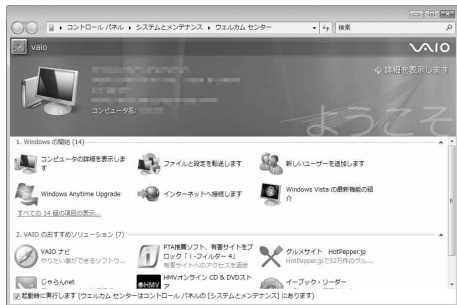 コントロール パネル ▸ システムとメンテナンス ▸ ウェルカム センター
検索
vaio
VAIO
詳細を表示します
コンピュータ名:
ようこそ
1. Windows の開始 (14)
コンピュータの詳細を表示します
ファイルと設定を転送します
新しいユーザーを追加します
Windows Anytime Upgrade
インターネットへ接続します
Windows Vista の最新機能の紹介
すべての 14 個の項目の表示...
2. VAIO のおすすめソリューション (7)
VAIO ナビ
やりたい事ができるソフトウ...
PTA推薦ソフト、有害サイトをブロック「i-フィルター 4」
有害サイトへのアクセスを遮断
グルメサイト HotPepper.jp
HotPepper.jpで52万件のグル...
じゃらんnet
HMV
HMVオンライン CD & DVDストア
イーブック・リーダー
起動時に実行します (ウェルカム センターはコントロール パネルの [システムとメンテナンス] にあります)